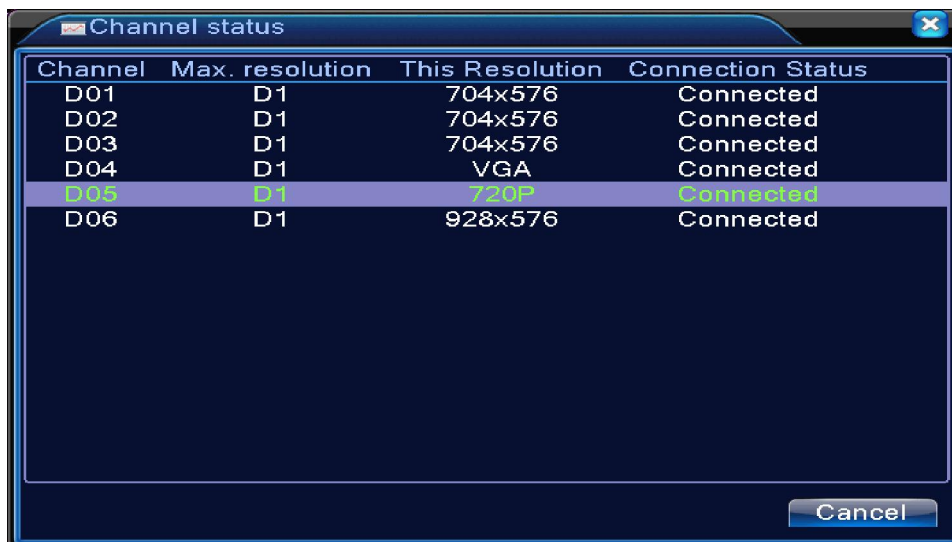 Channel status
Channel Max. resolution This Resolution Connection Status
D01 D1 704x576 Connected
D02 D1 704x576 Connected
D03 D1 704x576 Connected
D04 D1 VGA Connected
D05 D1 720P Connected
D06 D1 928x576 Connected
Cancel